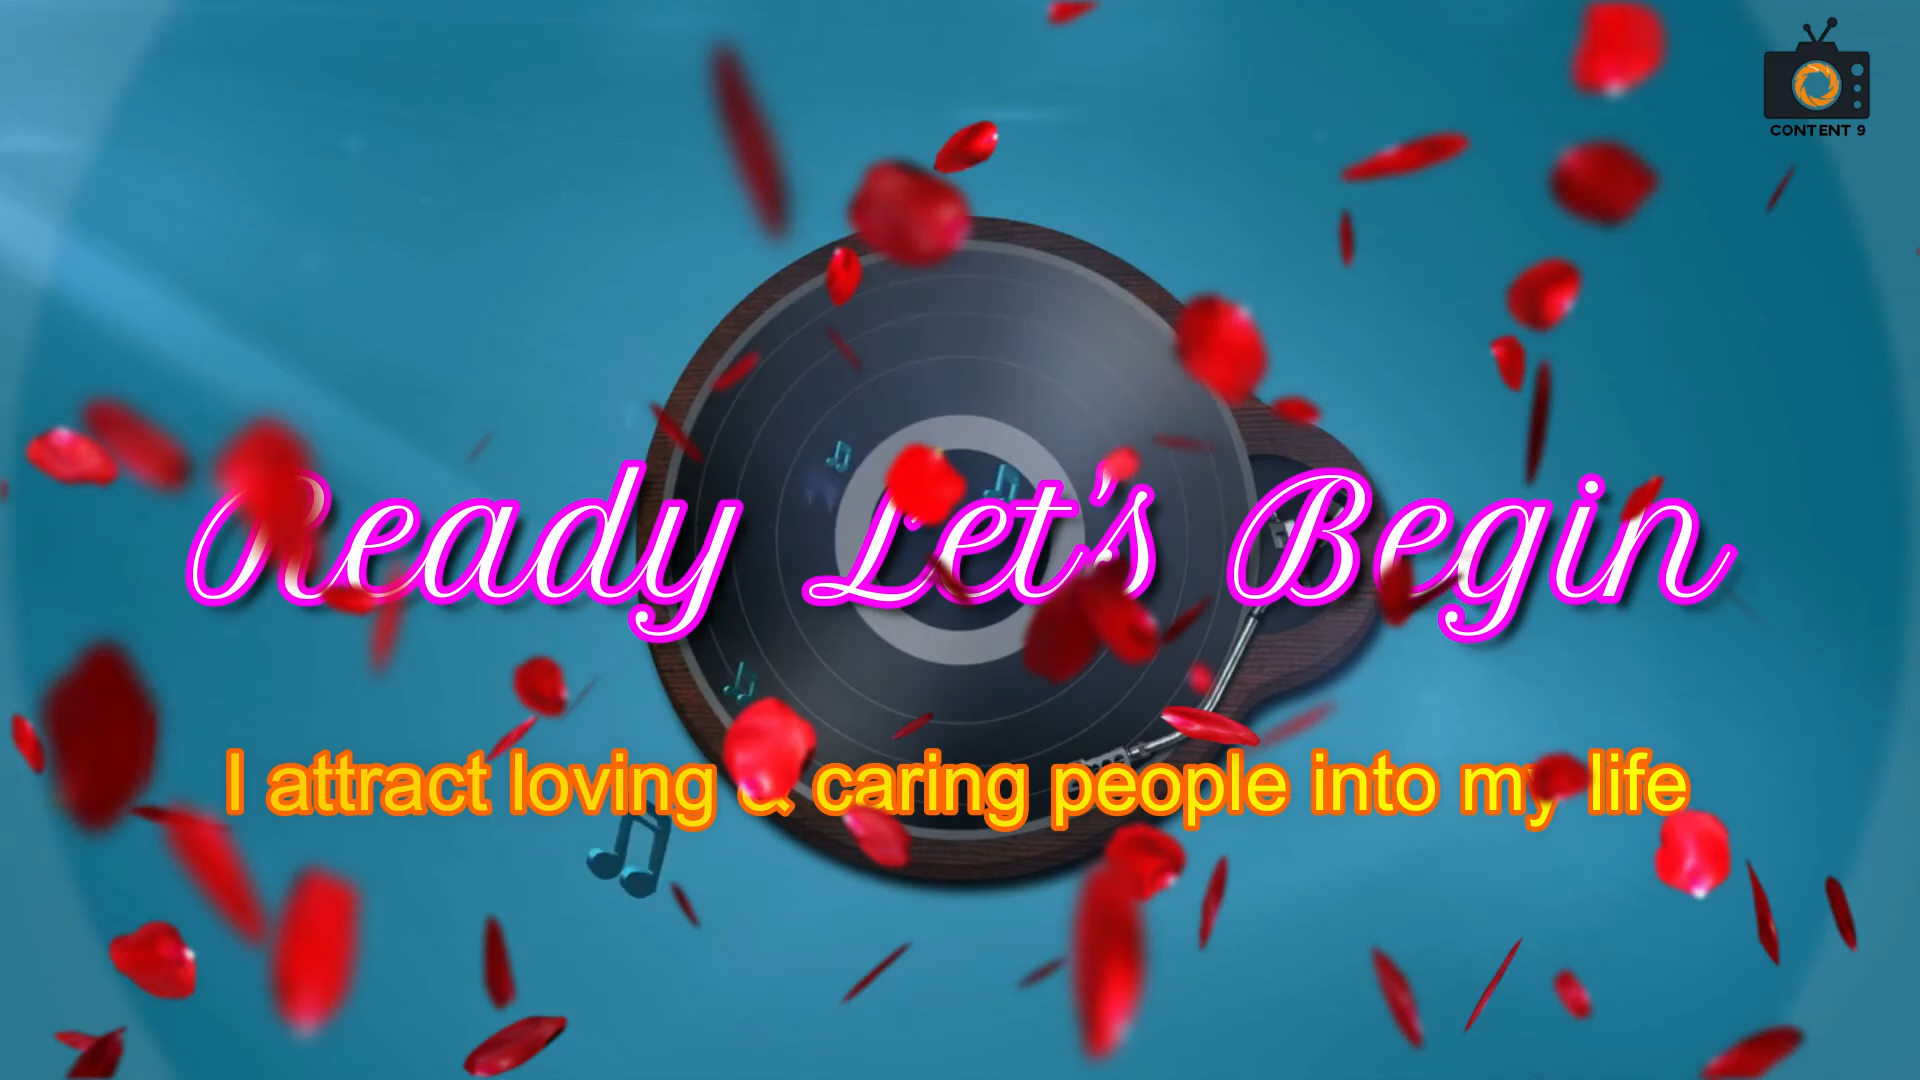 CONTENT 9
Ready Let's Begin
I attract loving & caring people into my life